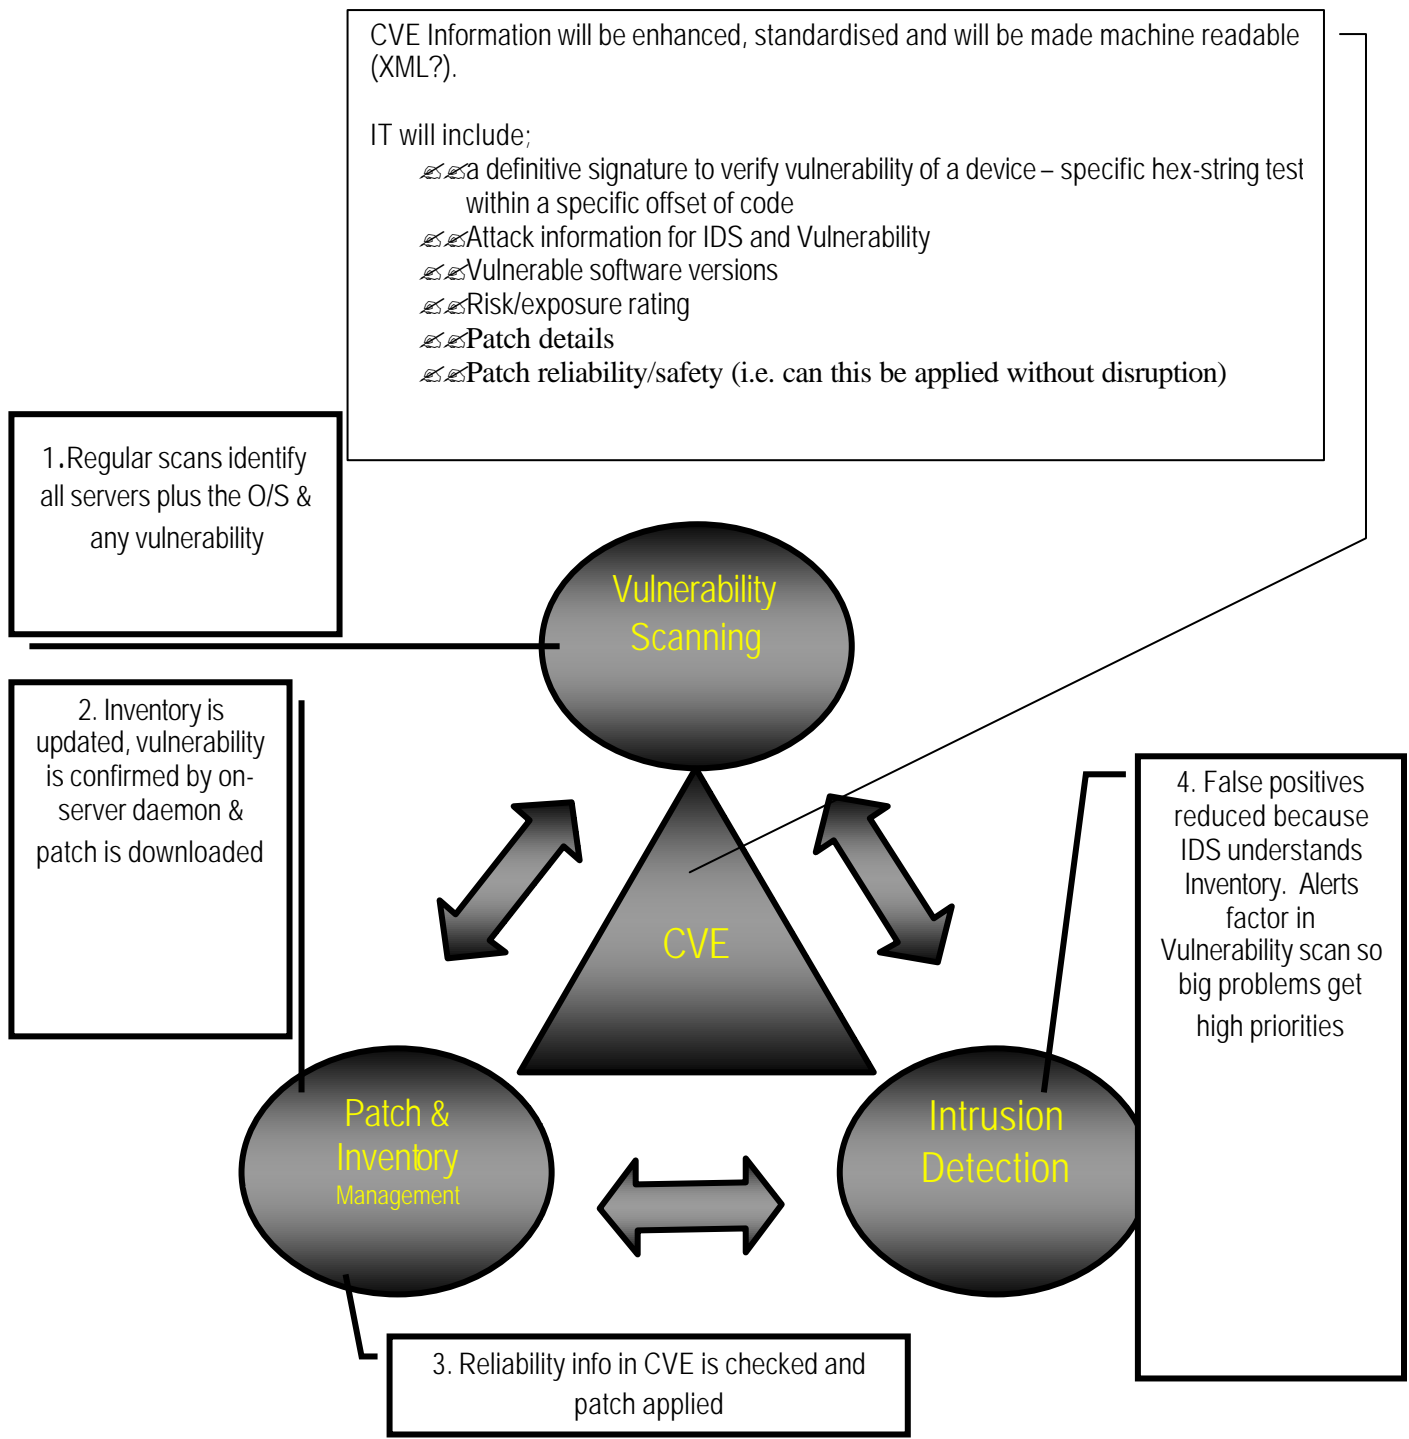 CVE Information will be enhanced, standardised and will be made machine readable
(XML?).
IT will include;
a definitive signature to verify vulnerability of a device – specific hex-string test
within a specific offset of code
Attack information for IDS and Vulnerability
Vulnerable software versions
Risk/exposure rating
Patch details
Patch reliability/safety (i.e. can this be applied without disruption)
1.Regular scans identify
all servers plus the O/S &
any vulnerability
Vulnerability
Scanning
2. Inventory is
updated, vulnerability
is confirmed by on-
server daemon &
patch is downloaded
4. False positives
reduced because
IDS understands
Inventory. Alerts
factor in
Vulnerability scan so
big problems get
high priorities
CVE
Patch &
Inventory
Management
Intrusion
Detection
3. Reliability info in CVE is checked and
patch applied